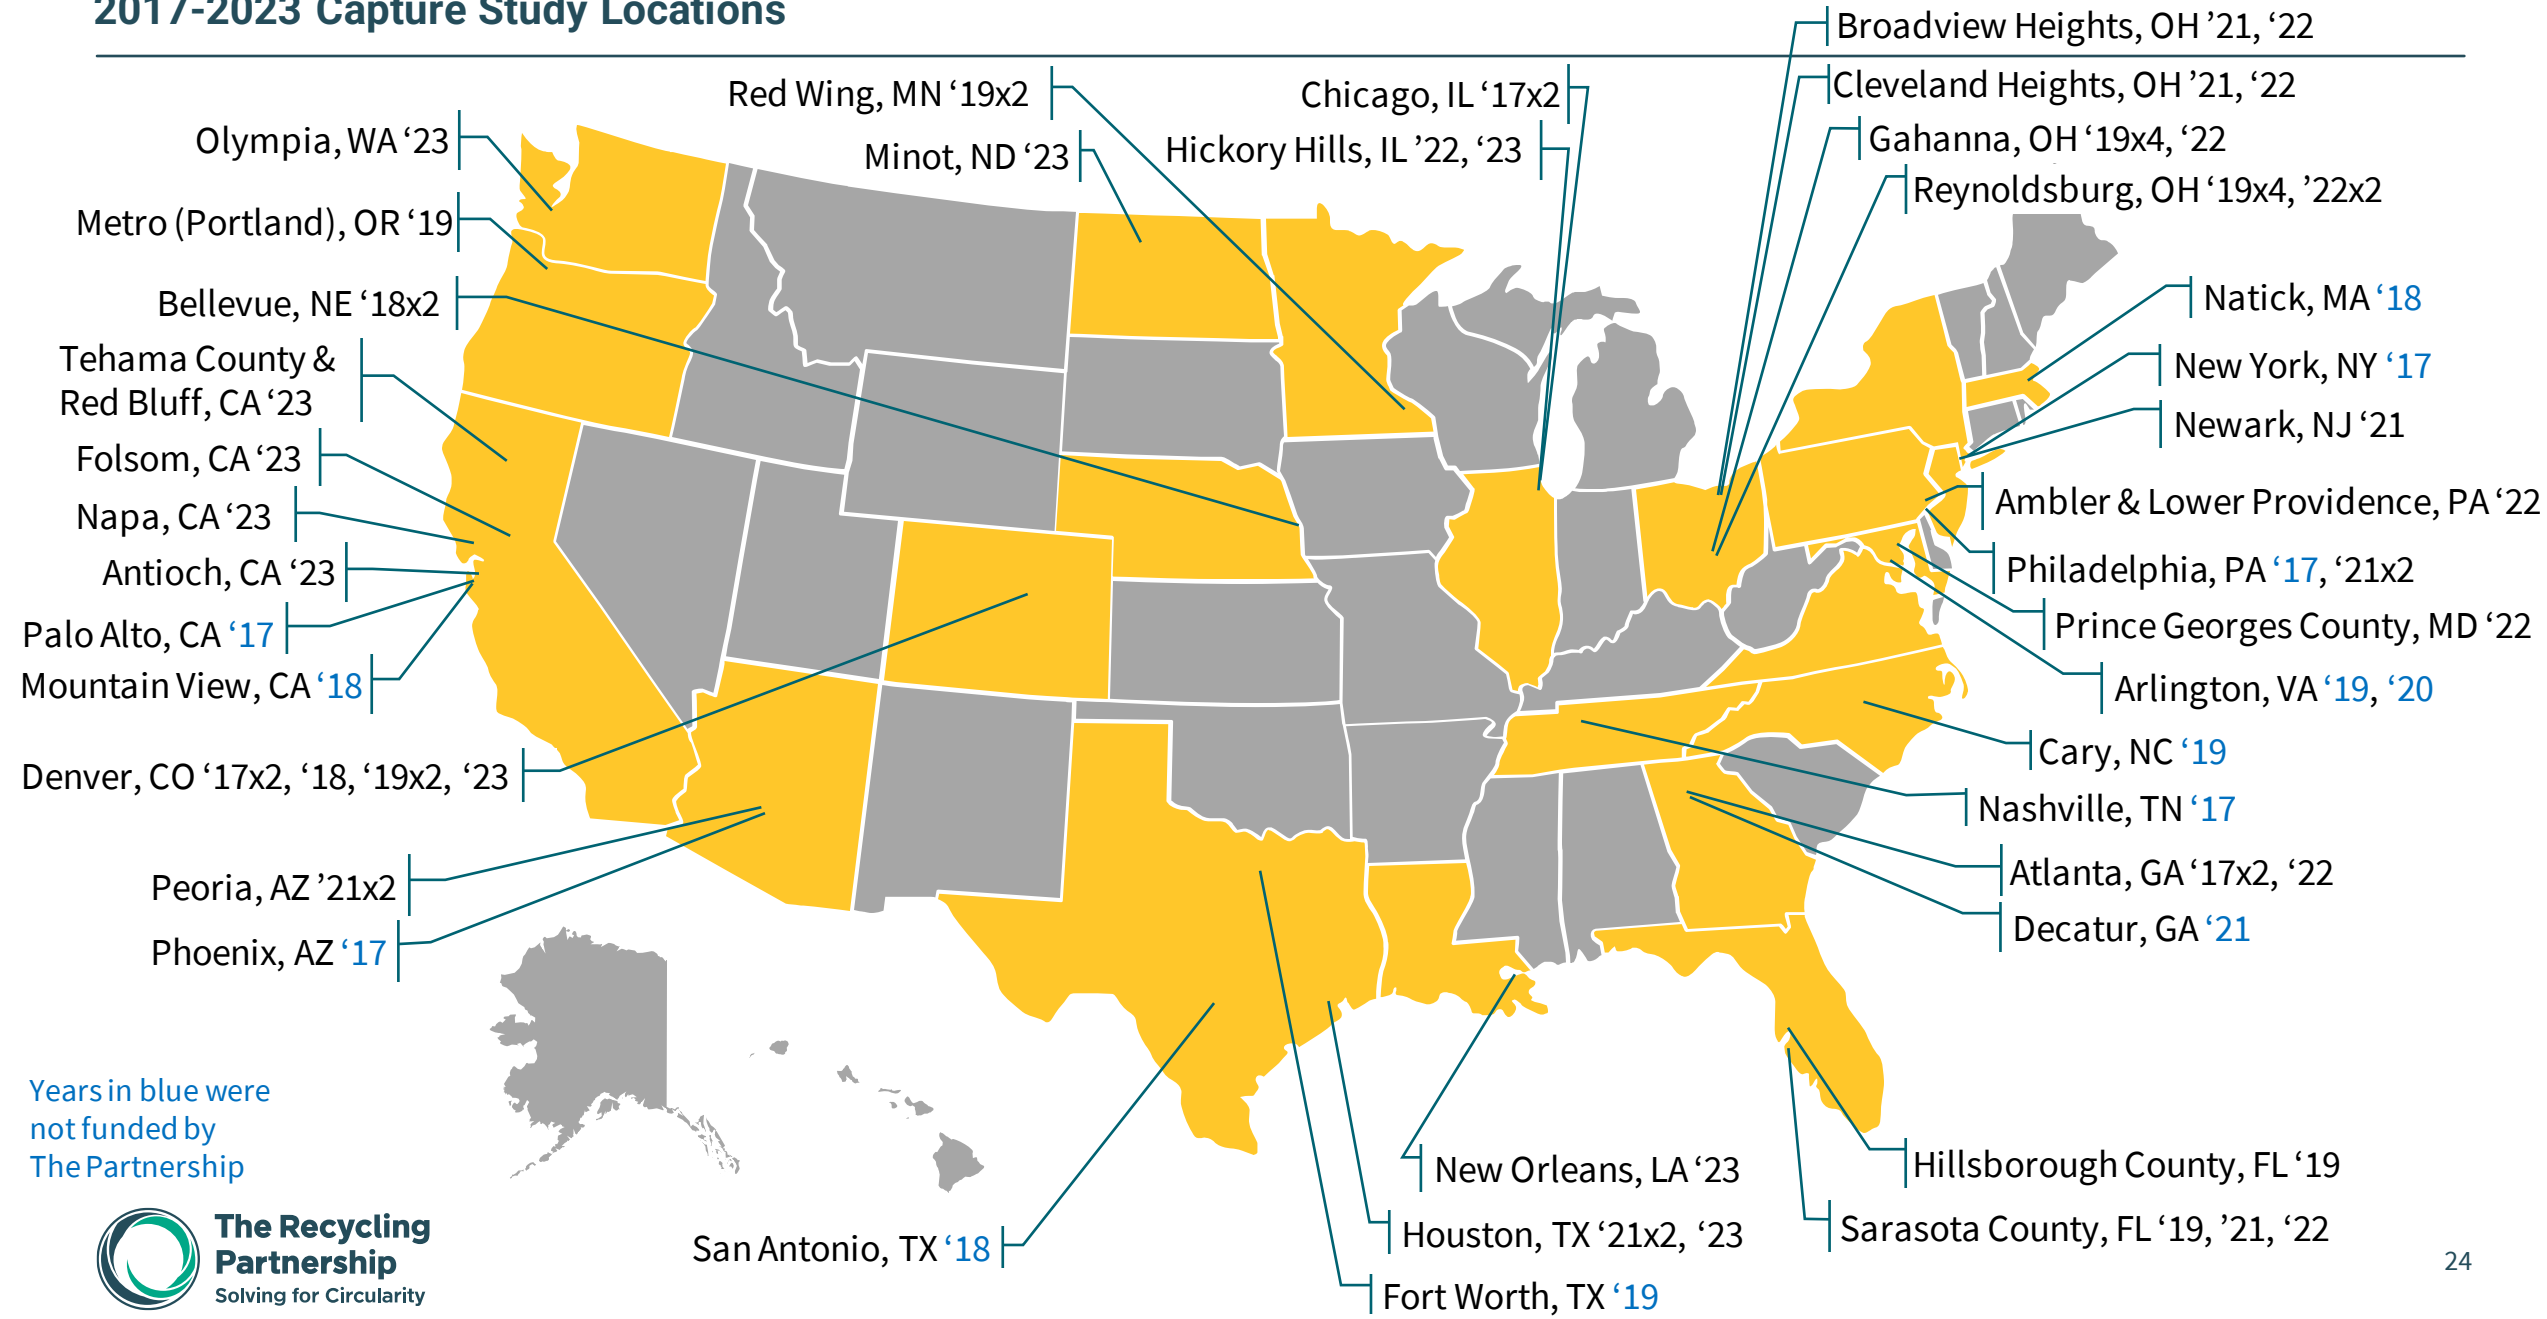 2017-2023 Capture Study Locations
Broadview Heights, OH ’21, ‘22
Cleveland Heights, OH ’21, ‘22
Gahanna, OH ‘19x4, ‘22
Reynoldsburg, OH ‘19x4, ’22x2
Red Wing, MN ‘19x2
Minot, ND ‘23
Chicago, IL ‘17x2
Hickory Hills, IL ’22, ‘23
Olympia, WA ‘23
Metro (Portland), OR ‘19
Bellevue, NE ‘18x2
Tehama County &
Red Bluff, CA ‘23
Folsom, CA ‘23
Napa, CA ‘23
Antioch, CA ‘23
Palo Alto, CA ‘17
Mountain View, CA ‘18
Denver, CO ‘17x2, ‘18, ‘19x2, ‘23
Peoria, AZ ’21x2
Phoenix, AZ ‘17
Natick, MA ‘18
New York, NY ‘17
Newark, NJ ‘21
Ambler & Lower Providence, PA ‘22
Philadelphia, PA ‘17, ‘21x2
Prince Georges County, MD ‘22
Arlington, VA ‘19, ‘20
Cary, NC ‘19
Nashville, TN ‘17
Atlanta, GA ‘17x2, ‘22
Decatur, GA ‘21
Hillsborough County, FL ‘19
Sarasota County, FL ‘19, ’21, ‘22
New Orleans, LA ‘23
Houston, TX ‘21x2, ‘23
Fort Worth, TX ‘19
San Antonio, TX ‘18
Years in blue were
not funded by
The Partnership
The Recycling
Partnership
Solving for Circularity
24